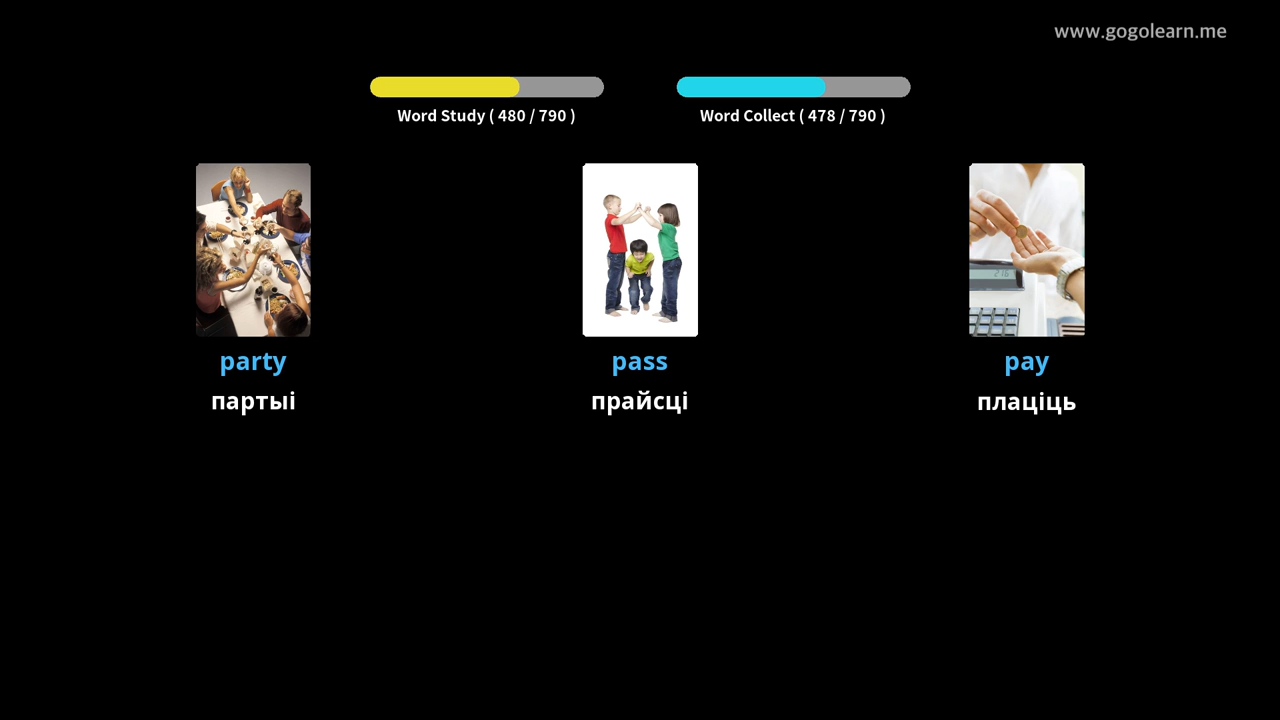 www.gogolearn.me
Word Study ( 480 / 790 )
Word Collect ( 478 / 790 )
party
pass
pay
партыі
прайсці
плаціць